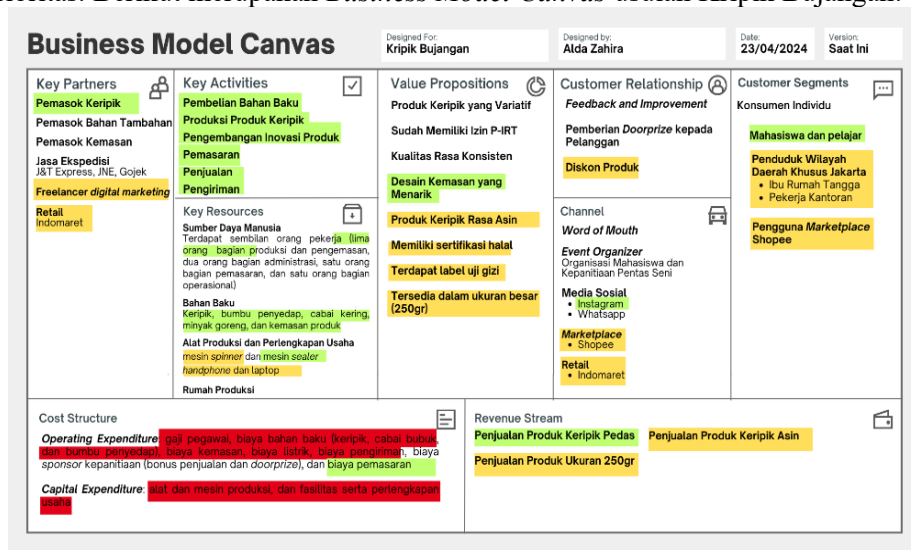 Berikut merupakan Business Model Canvas usulan Kripik Bujangan.
Business Model Canvas
Designed For:
Kripik Bujangan
Designed by:
Alda Zahira
Date:
23/04/2024
Version:
Saat Ini
Key Partners
Pemasok Keripik
Pemasok Bahan Tambahan
Pemasok Kemasan
Jasa Ekspedisi
J&T Express, JNE, Gojek
Freelancer digital marketing
Retail
Indomaret
Key Activities
Pembelian Bahan Baku
Produksi Produk Keripik
Pengembangan Inovasi Produk
Pemasaran
Penjualan
Pengiriman
Key Resources
Sumber Daya Manusia
Terdapat sembilan orang pekerja (lima
orang bagian produksi dan pengemasan,
dua orang bagian administrasi, satu orang
bagian pemasaran, dan satu orang bagian
operasional)
Bahan Baku
Keripik, bumbu penyedap, cabai kering,
minyak goreng, dan kemasan produk
Alat Produksi dan Perlengkapan Usaha
mesin spinner dan mesin sealer
handphone dan laptop
Rumah Produksi
Value Propositions
Produk Keripik yang Variatif
Sudah Memiliki Izin P-IRT
Kualitas Rasa Konsisten
Desain Kemasan yang
Menarik
Produk Keripik Rasa Asin
Memiliki sertifikasi halal
Terdapat label uji gizi
Tersedia dalam ukuran besar
(250gr)
Customer Relationship
Feedback and Improvement
Pemberian Doorprize kepada
Pelanggan
Diskon Produk
Channel
Word of Mouth
Event Organizer
Organisasi Mahasiswa dan
Kepanitiaan Pentas Seni
Media Sosial
• Instagram
• Whatsapp
Marketplace
• Shopee
Retail
• Indomaret
Customer Segments
Konsumen Individu
Mahasiswa dan pelajar
Penduduk Wilayah
Daerah Khusus Jakarta
• Ibu Rumah Tangga
• Pekerja Kantoran
Pengguna Marketplace
Shopee
Cost Structure
Operating Expenditure: gaji pegawai, biaya bahan baku (keripik, cabai bubuk,
dan bumbu penyedap), biaya kemasan, biaya listrik, biaya pengiriman, biaya
sponsor kepanitiaan (bonus penjualan dan doorprize), dan biaya pemasaran
Capital Expenditure: alat dan mesin produksi, dan fasilitas serta perlengkapan
usaha
Revenue Stream
Penjualan Produk Keripik Pedas
Penjualan Produk Keripik Asin
Penjualan Produk Ukuran 250gr